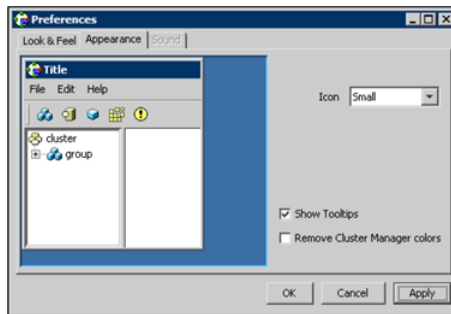 Preferences
Look & Feel Appearance Sound
Title
File Edit Help
cluster
group
Icon Small
Show Tooltips
Remove Cluster Manager colors
OK Cancel Apply